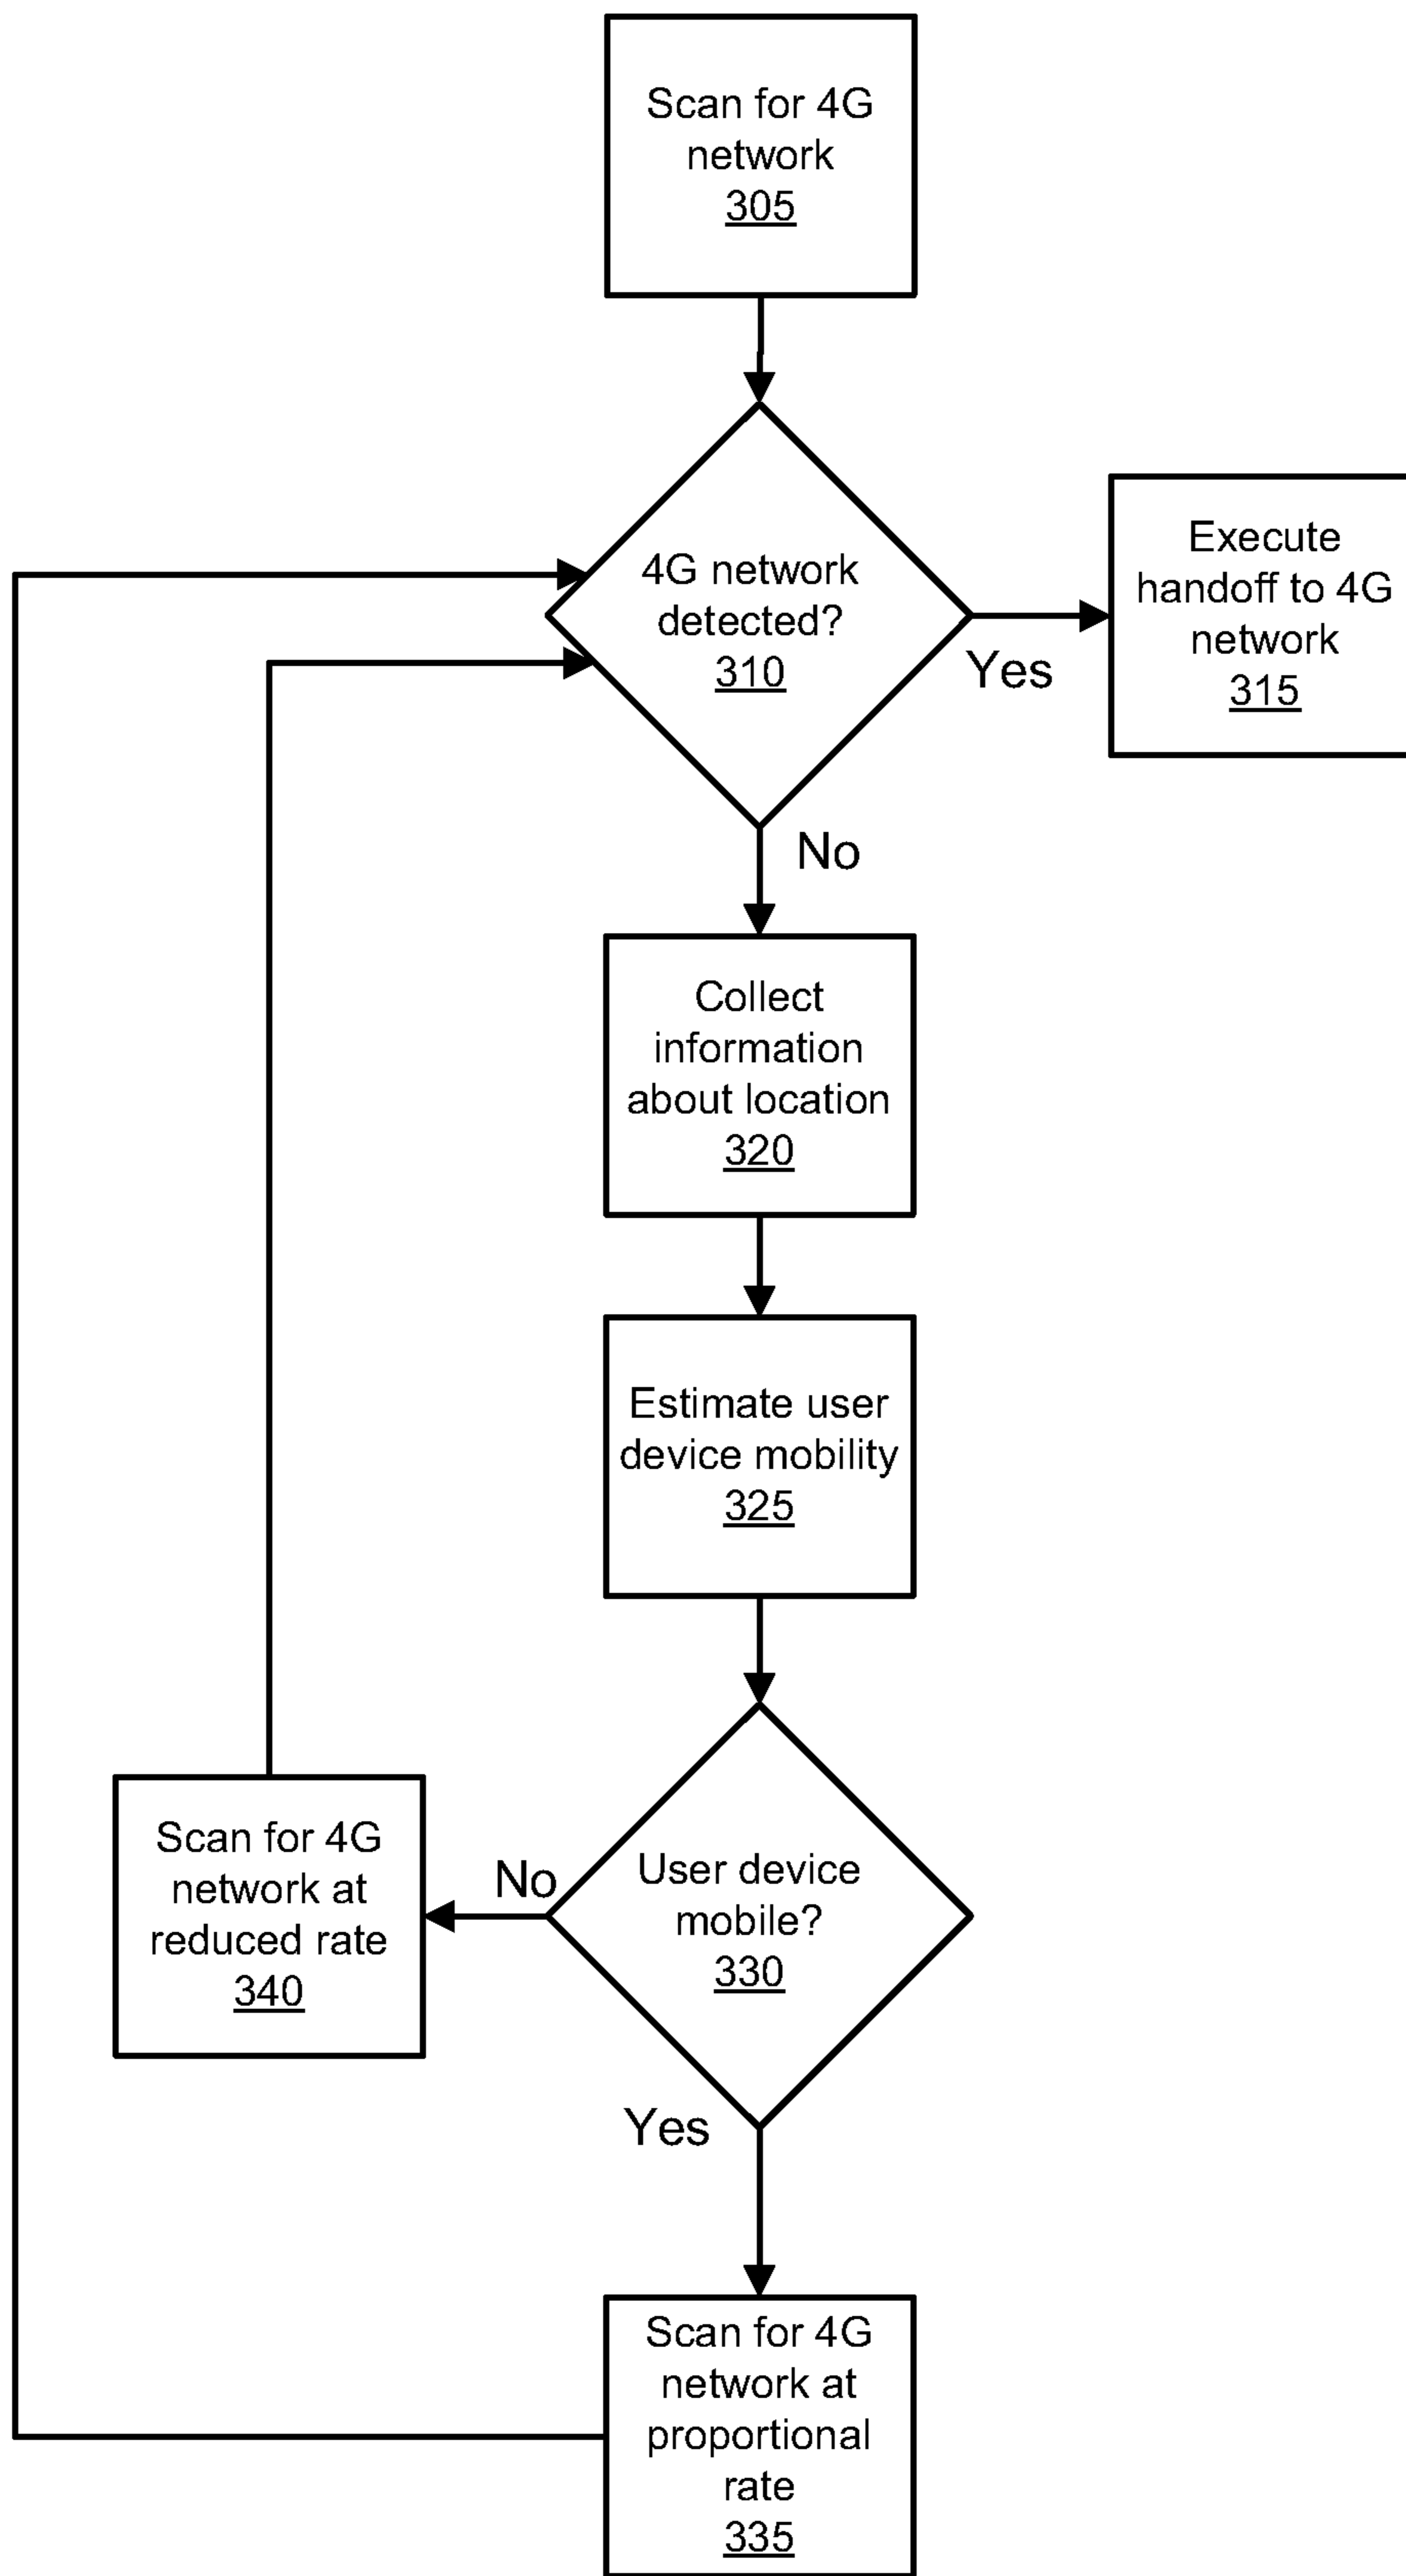 Scan for 4G
network
305
4G network
detected?
310
Yes
Execute
handoff to 4G
network
315
No
Collect
information
about location
320
Estimate user
device mobility
325
User device
mobile?
330
No
Scan for 4G
network at
reduced rate
340
Yes
Scan for 4G
network at
proportional
rate
335